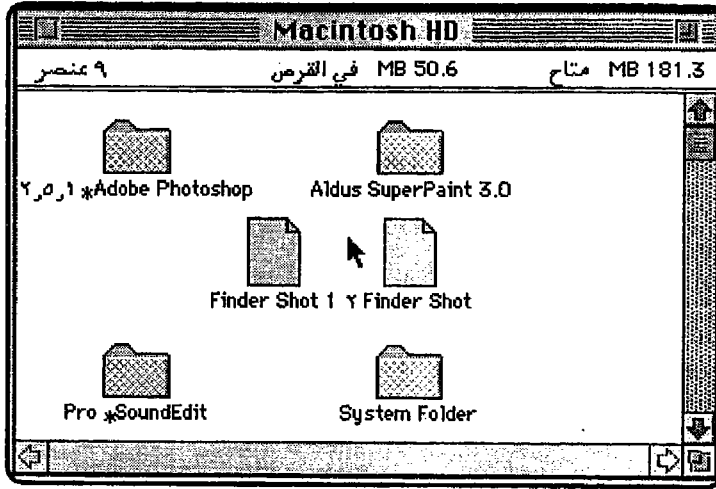 Macintosh HD
٩ عنصر
MB 50.6 في القرص
MB 181.3 متاح
٢٫٥٫١ *Adobe Photoshop
Aldus SuperPaint 3.0
Finder Shot 1
٢ Finder Shot
Pro *SoundEdit
System Folder